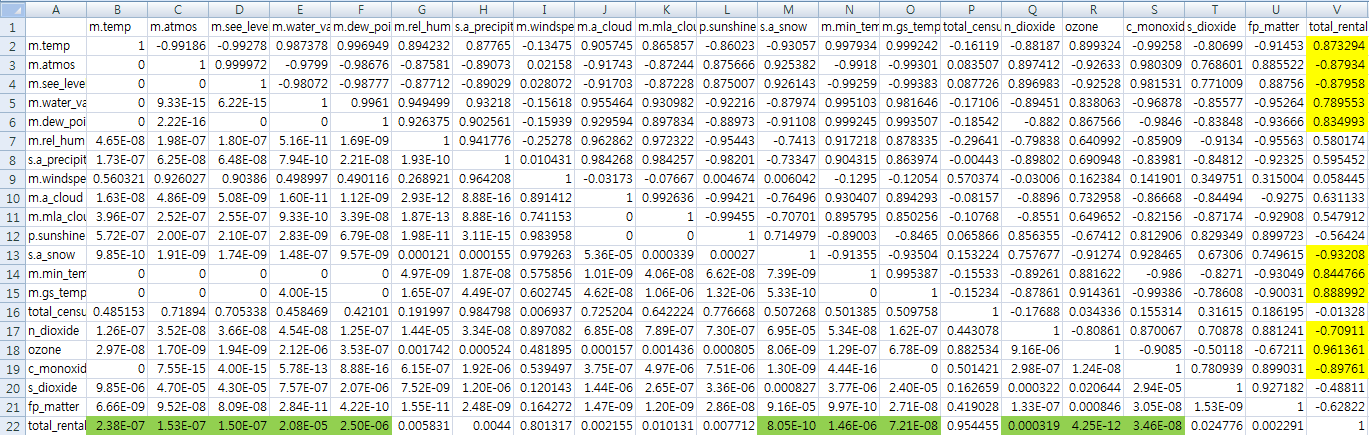 A B C D E F G H I J K L M N O P Q R S T U V
1 m.temp m.atmos m.see_level m.water_va m.dew_poi m.rel_hum s.a_precipit m.windspe m.a_cloud m.mla_clou p.sunshine s.a_snow m.min_tem m.gs_temp total_censu n_dioxide ozone c_monoxid s_dioxide fp_matter total_rental
2 m.temp 1 -0.99186 -0.99278 0.987378 0.996949 0.894232 0.87765 -0.13475 0.905745 0.865857 -0.86023 -0.93057 0.997934 0.999242 -0.16119 -0.88187 0.899324 -0.99258 -0.80699 -0.91453 0.873294
3 m.atmos 0 1 0.999972 -0.9799 -0.98676 -0.87581 -0.89349 0.02158 -0.91743 -0.87244 0.875666 0.925382 -0.9918 -0.99301 0.083507 0.897412 -0.92633 0.980309 0.768601 0.885522 -0.87934
4 m.see_leve 0 0 1 -0.98072 -0.98777 -0.87712 -0.89029 0.028072 -0.91703 -0.87228 0.875007 0.926143 -0.99259 -0.99383 0.087726 0.896983 -0.92528 0.981531 0.771009 0.88756 -0.87958
5 m.water_va 0 9.33E-15 6.22E-15 1 0.9961 0.949499 0.93218 -0.15618 0.955464 0.930982 -0.92216 -0.87974 0.995103 0.981646 -0.17106 -0.89451 0.838063 -0.96878 -0.85577 -0.95264 0.789553
6 m.dew_poi 0 2.22E-16 0 0 1 0.926375 0.902561 -0.15939 0.929594 0.897834 -0.88973 -0.91108 0.999245 0.993507 -0.18542 -0.882 0.867566 -0.9846 -0.83848 -0.93666 0.834993
7 m.rel_hum 4.65E-08 1.98E-07 1.80E-07 5.16E-11 1.69E-09 1 0.941776 -0.25278 0.962862 0.972322 -0.95443 -0.7413 0.917218 0.878335 -0.29641 -0.79838 0.640992 -0.85909 -0.9134 -0.95563 0.580174
8 s.a_precipit 1.73E-07 6.25E-08 6.48E-08 7.94E-10 2.21E-08 1.93E-10 1 0.010431 0.984268 0.984257 -0.98201 -0.73347 0.904315 0.863974 -0.00443 -0.89802 0.690948 -0.83981 -0.84812 -0.92325 0.595452
9 m.windspe 0.560321 0.926027 0.90386 0.498997 0.490116 0.268921 0.964208 1 -0.03173 -0.07667 0.004674 0.006042 -0.1295 -0.12054 0.570374 -0.03006 0.162384 0.141901 0.349751 0.315004 0.058445
10 m.a_cloud 1.63E-08 4.86E-09 5.08E-09 1.60E-11 1.12E-09 2.93E-12 8.88E-16 0.891412 1 0.992636 -0.99421 -0.76496 0.930407 0.894293 -0.08157 -0.8896 0.732958 -0.86668 -0.84494 -0.9275 0.631133
11 m.mla_clou 3.96E-07 2.52E-07 2.55E-07 9.33E-10 3.39E-08 1.87E-13 8.88E-16 0.741153 0 1 -0.99455 -0.70701 0.895795 0.850256 -0.10768 -0.8551 0.649652 -0.82156 -0.87174 -0.92908 0.547912
12 p.sunshine 5.72E-07 2.00E-07 2.10E-07 2.83E-09 6.79E-08 1.98E-11 3.11E-15 0.983958 0 0 1 0.714979 -0.89003 -0.8465 0.065866 0.856355 -0.67412 0.812906 0.829349 0.899723 -0.56424
13 s.a_snow 9.85E-10 1.91E-09 1.74E-09 1.48E-07 9.57E-09 0.000121 0.000155 0.979263 5.36E-05 0.000339 0.00027 1 -0.91355 -0.93504 0.153224 0.757677 -0.91274 0.928465 0.67306 0.749615 -0.93208
14 m.min_tem 0 0 0 0 0 4.97E-09 1.87E-08 0.575856 1.01E-09 4.06E-08 6.62E-08 7.39E-09 1 0.995387 -0.15533 -0.89261 0.881622 -0.986 -0.8271 -0.93049 0.844766
15 m.gs_temp 0 0 0 4.00E-15 0 1.65E-07 4.49E-07 0.602745 4.62E-08 1.06E-06 1.32E-06 5.33E-10 0 1 -0.15234 -0.87861 0.914361 -0.99386 -0.78608 -0.90031 0.888992
16 total_censu 0.485153 0.71894 0.705338 0.458469 0.42101 0.191997 0.984798 0.006937 0.725204 0.642224 0.776668 0.507268 0.501385 0.509758 1 -0.17688 0.034336 0.155314 0.31615 0.186195 -0.01328
17 n_dioxide 1.26E-07 3.52E-08 3.66E-08 4.54E-08 1.25E-07 1.44E-05 3.34E-08 0.897082 6.85E-08 7.89E-07 7.30E-07 6.95E-05 5.34E-08 1.62E-07 0.443078 1 -0.80861 0.870067 0.70878 0.881241 -0.70911
18 ozone 2.97E-08 1.70E-09 1.94E-09 2.12E-06 3.53E-07 0.001742 0.000524 0.481895 0.000157 0.001436 0.000805 8.06E-09 1.29E-07 6.78E-09 0.882534 9.16E-06 1 -0.9085 -0.50118 -0.67211 0.961361
19 c_monoxid 0 7.55E-15 4.00E-15 5.78E-13 8.88E-16 6.15E-07 1.92E-06 0.539497 3.75E-07 4.97E-06 7.51E-06 1.30E-09 4.44E-16 0 0.501421 2.98E-07 1.24E-08 1 0.780939 0.899031 -0.89761
20 s_dioxide 9.85E-06 4.70E-05 4.30E-05 7.57E-07 2.07E-06 7.52E-09 1.20E-06 0.120143 1.44E-06 2.65E-07 3.36E-06 0.000827 3.77E-06 2.40E-05 0.162659 0.000322 0.020644 2.94E-05 1 0.927182 -0.48811
21 fp_matter 6.66E-09 9.52E-08 8.09E-08 2.84E-11 4.22E-10 1.55E-11 2.48E-09 0.164272 1.47E-09 1.20E-09 2.86E-08 9.16E-05 9.97E-10 2.71E-08 0.419028 1.33E-07 0.000846 3.05E-08 1.53E-09 1 -0.62822
22 total_rental 2.38E-07 1.53E-07 1.50E-07 2.08E-05 2.50E-06 0.005831 0.0044 0.801317 0.002155 0.010131 0.007712 8.05E-10 1.46E-06 7.21E-08 0.954455 0.000319 4.25E-12 3.46E-08 0.024776 0.002291 1